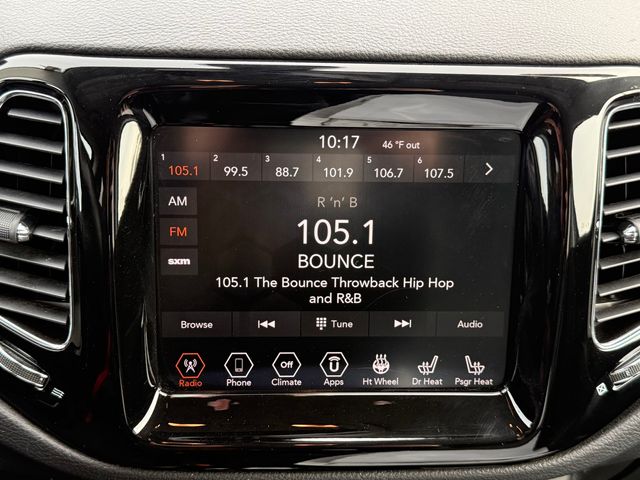 10:17 46 °F out
1 2 3 4 5 6
105.1 99.5 88.7 101.9 106.7 107.5
AM
FM
sxm
R 'n' B
105.1
BOUNCE
105.1 The Bounce Throwback Hip Hop
and R&B
Browse Tune Audio
Off
Radio Phone Climate Apps Ht Wheel Dr Heat Psgr Heat